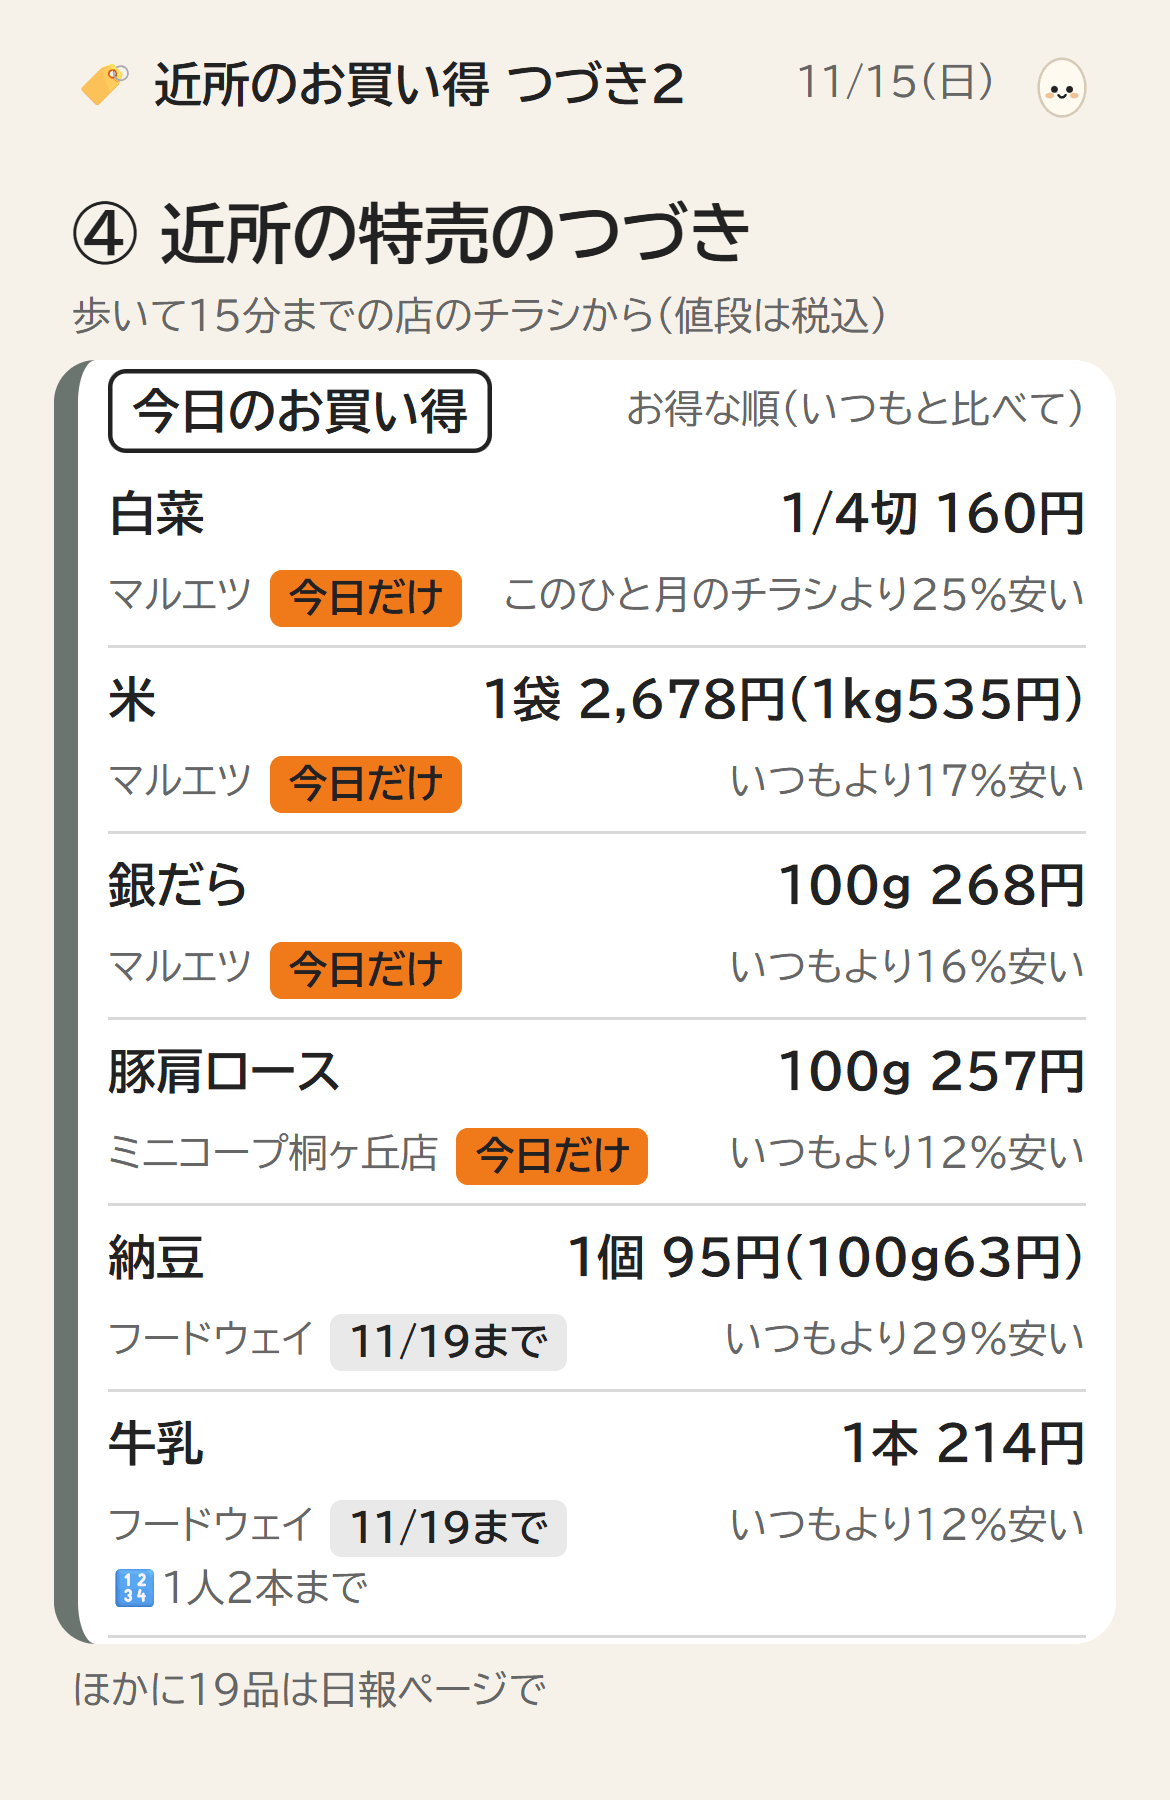 近所のお買い得 つづき2 11/15(日)
④ 近所の特売のつづき
歩いて15分までの店のチラシから(値段は税込)
今日のお買い得 お得な順(いつもと比べて)
白菜 1/4切 160円
マルエツ 今日だけ このひと月のチラシより25%安い
米 1袋 2,678円(1kg535円)
マルエツ 今日だけ いつもより17%安い
銀だら 100g 268円
マルエツ 今日だけ いつもより16%安い
豚肩ロース 100g 257円
ミニコープ桐ヶ丘店 今日だけ いつもより12%安い
納豆 1個 95円(100g63円)
フードウェイ 11/19まで いつもより29%安い
牛乳 1本 214円
フードウェイ 11/19まで いつもより12%安い
🔢1人2本まで
ほかに19品は日報ページで